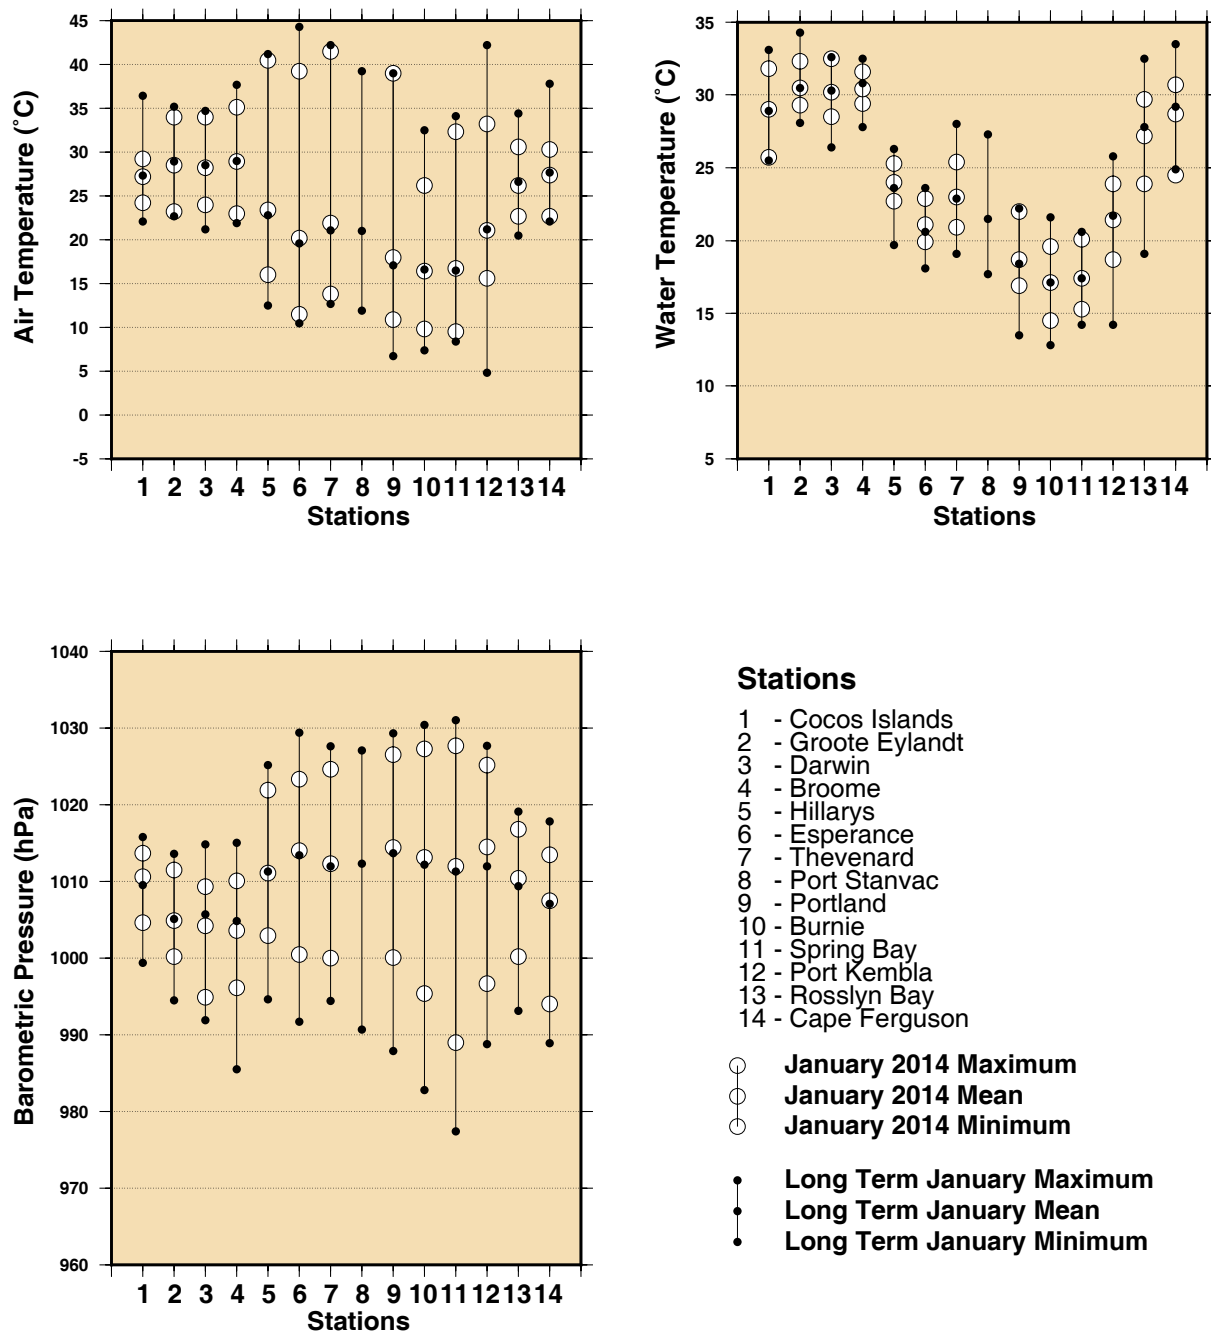 45
40
35
30
25
20
15
10
5
0
-5
Air Temperature (˚C)
1 2 3 4 5 6 7 8 9 10 11 12 13 14
Stations
35
30
25
20
15
10
5
Water Temperature (˚C)
1 2 3 4 5 6 7 8 9 10 11 12 13 14
Stations
1040
1030
1020
1010
1000
990
980
970
960
Barometric Pressure (hPa)
1 2 3 4 5 6 7 8 9 10 11 12 13 14
Stations
Stations
1 - Cocos Islands
2 - Groote Eylandt
3 - Darwin
4 - Broome
5 - Hillarys
6 - Esperance
7 - Thevenard
8 - Port Stanvac
9 - Portland
10 - Burnie
11 - Spring Bay
12 - Port Kembla
13 - Rosslyn Bay
14 - Cape Ferguson
January 2014 Maximum
January 2014 Mean
January 2014 Minimum
Long Term January Maximum
Long Term January Mean
Long Term January Minimum